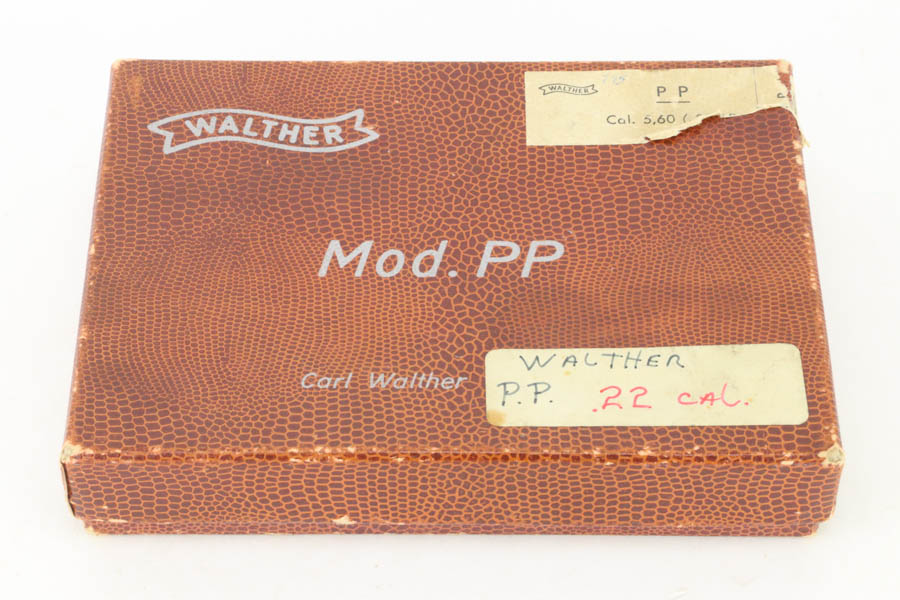 WALTHER
WALTHER
P P
Cal. 5,60 (
Mod. PP
Carl Walther
WALTHER
P.P. .22 CAL.